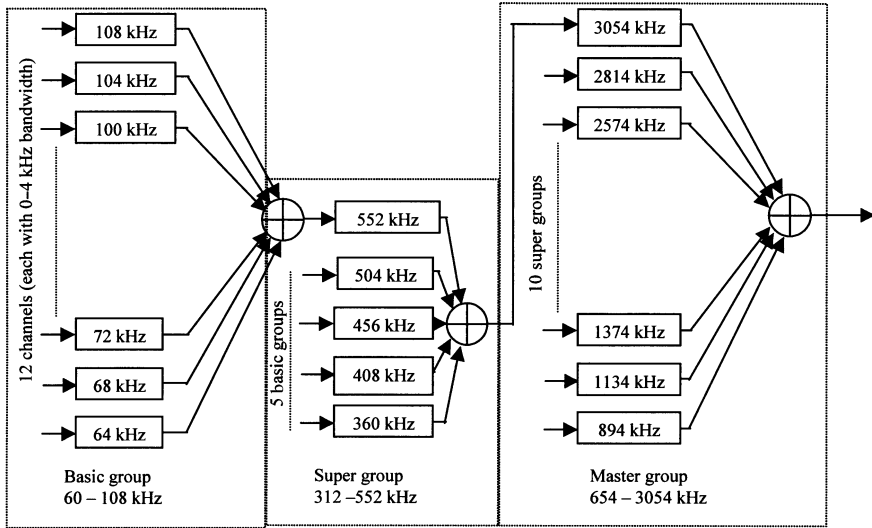 12 channels (each with 0–4 kHz bandwidth)
108 kHz
104 kHz
100 kHz
72 kHz
68 kHz
64 kHz
Basic group
60 – 108 kHz
5 basic groups
552 kHz
504 kHz
456 kHz
408 kHz
360 kHz
Super group
312 –552 kHz
10 super groups
3054 kHz
2814 kHz
2574 kHz
1374 kHz
1134 kHz
894 kHz
Master group
654 – 3054 kHz